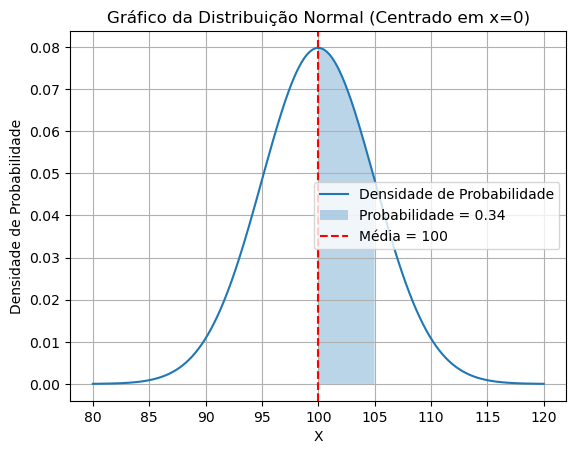 Gráfico da Distribuição Normal (Centrado em x=0)
Densidade de Probabilidade
0.08
0.07
0.06
0.05
0.04
0.03
0.02
0.01
0.00
Densidade de Probabilidade
Probabilidade = 0.34
Média = 100
80 85 90 95 100 105 110 115 120
X